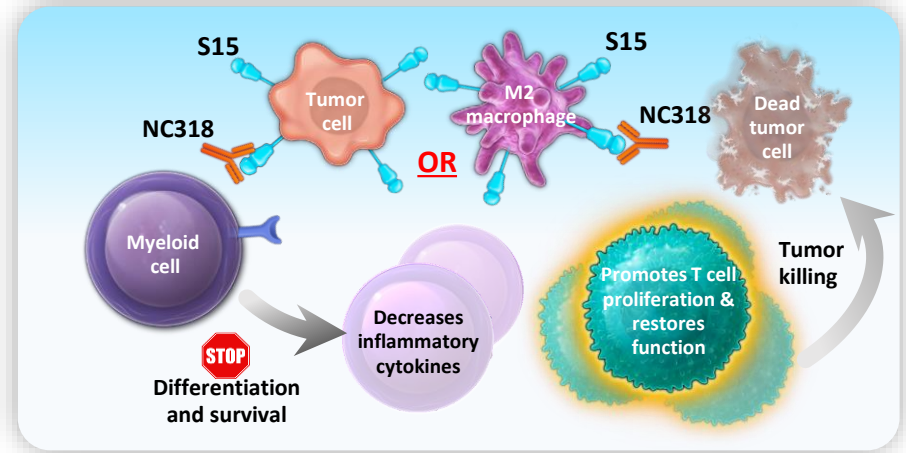 S15
NC318
Tumor
cell
OR
M2
macrophage
S15
NC318
Dead
tumor
cell
Myeloid
cell
STOP
Differentiation
and survival
Decreases
inflammatory
cytokines
Promotes T cell
proliferation &
restores
function
Tumor
killing